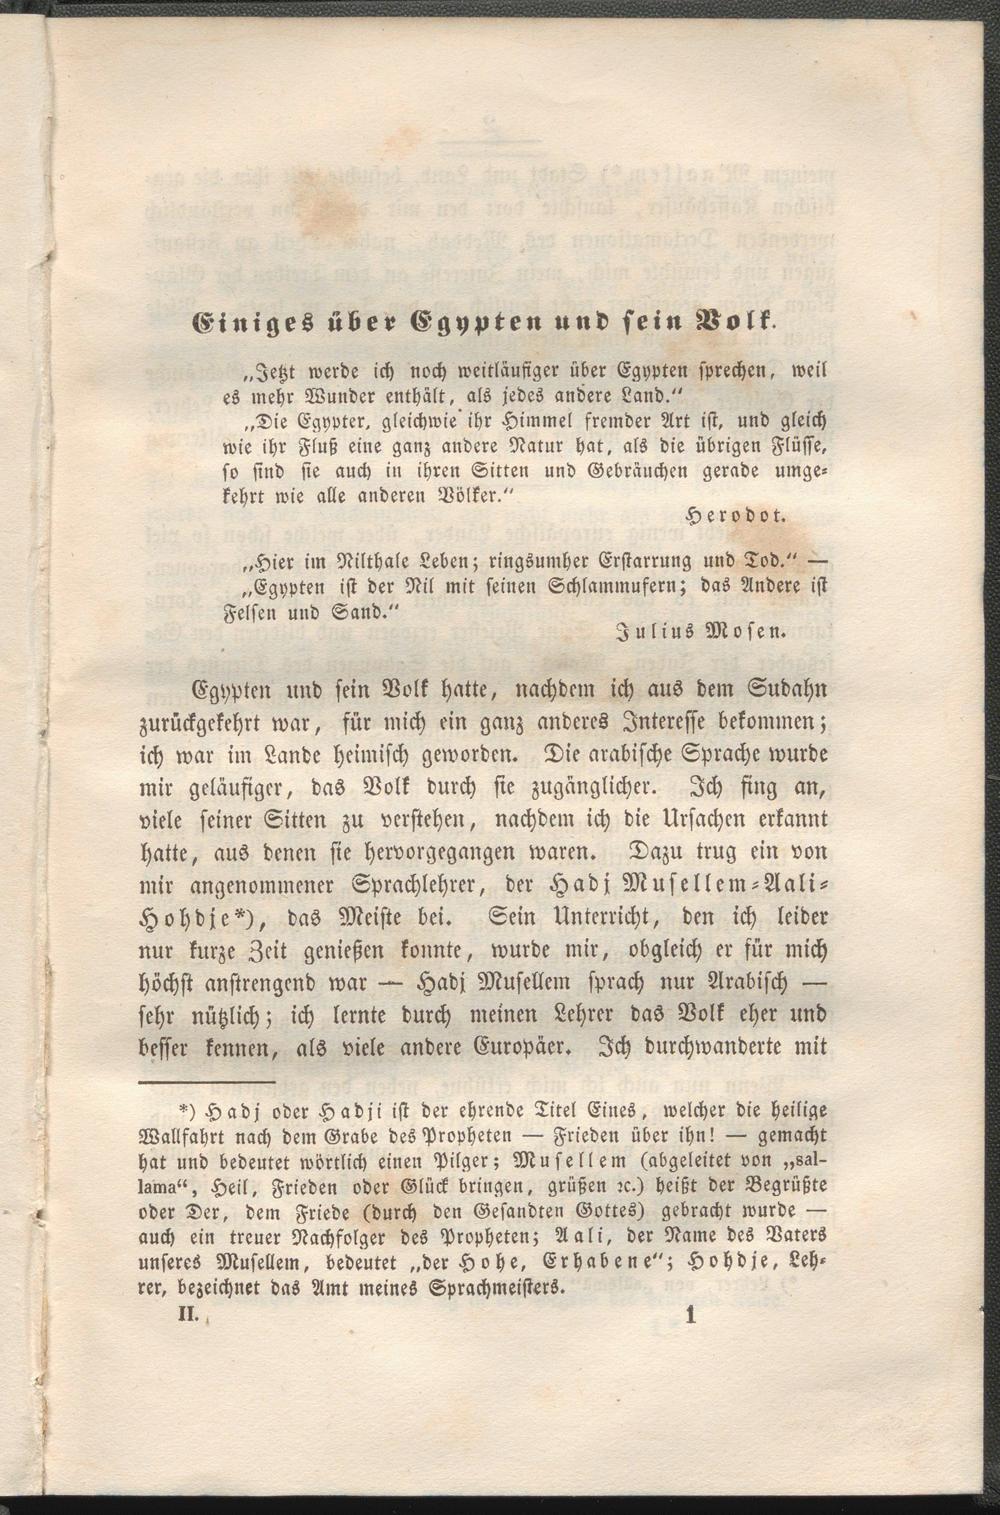 Einiges über Egypten und sein Volk.
„Jetzt werde ich noch weitläufiger über Egypten sprechen, weil
es mehr Wunder enthält, als jedes andere Land.“
„Die Egypter, gleichwie ihr Himmel fremder Art ist, und gleich
wie ihr Fluß eine ganz andere Natur hat, als die übrigen Flüsse,
so sind sie auch in ihren Sitten und Gebräuchen gerade umge-
kehrt wie alle anderen Völker.“
Herodot.
„Hier im Nilthale Leben; ringsumher Erstarrung und Tod.“ —
„Egypten ist der Nil mit seinen Schlammufern; das Andere ist
Felsen und Sand.“
Julius Mosen.
Egypten und sein Volk hatte, nachdem ich aus dem Sudahn
zurückgekehrt war, für mich ein ganz anderes Interesse bekommen;
ich war im Lande heimisch geworden. Die arabische Sprache wurde
mir geläufiger, das Volk durch sie zugänglicher. Ich fing an,
viele seiner Sitten zu verstehen, nachdem ich die Ursachen erkannt
hatte, aus denen sie hervorgegangen waren. Dazu trug ein von
mir angenommener Sprachlehrer, der Hadj Musellem-Aali-
Hohdje*), das Meiste bei. Sein Unterricht, den ich leider
nur kurze Zeit genießen konnte, wurde mir, obgleich er für mich
höchst anstrengend war — Hadj Musellem sprach nur Arabisch —
sehr nützlich; ich lernte durch meinen Lehrer das Volk eher und
besser kennen, als viele andere Europäer. Ich durchwanderte mit
*) Hadj oder Hadji ist der ehrende Titel Eines, welcher die heilige
Wallfahrt nach dem Grabe des Propheten — Frieden über ihn! — gemacht
hat und bedeutet wörtlich einen Pilger; Musellem (abgeleitet von „sal-
lama“, Heil, Frieden oder Glück bringen, grüßen ꝛc.) heißt der Begrüßte
oder Der, dem Friede (durch den Gesandten Gottes) gebracht wurde —
auch ein treuer Nachfolger des Propheten; Aali, der Name des Vaters
unseres Musellem, bedeutet „der Hohe, Erhabene“; Hohdje, Leh-
rer, bezeichnet das Amt meines Sprachmeisters.
II. 1